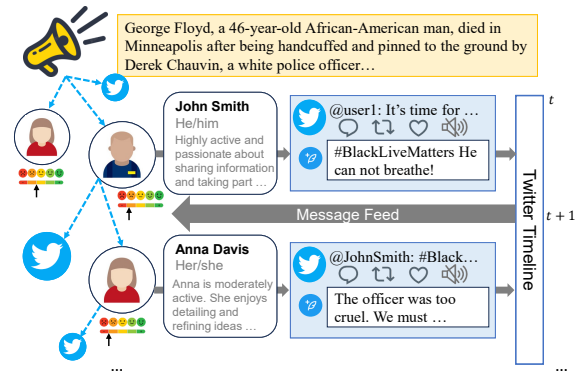 George Floyd, a 46-year-old African-American man, died in
Minneapolis after being handcuffed and pinned to the ground by
Derek Chauvin, a white police officer…
John Smith
He/him
Highly active and
passionate about
sharing information
and taking part …
@user1: It’s time for …
#BlackLiveMatters He
can not breathe!
t
Message Feed
t + 1
Twitter Timeline
Anna Davis
Her/she
Anna is moderately
active. She enjoys
detailing and
refining ideas …
@JohnSmith: #Black…
The officer was too
cruel. We must …
...
...